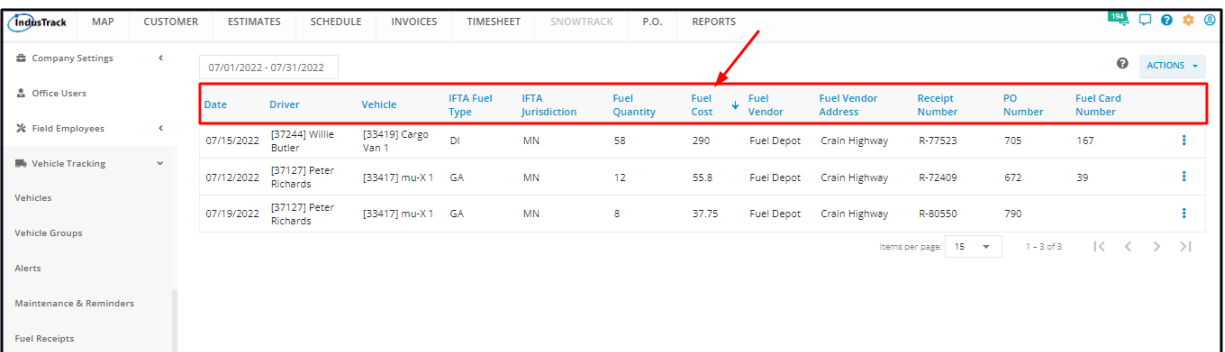 IndusTrack MAP CUSTOMER ESTIMATES SCHEDULE INVOICES TIMESHEET SNOWTRACK P.O. REPORTS 194
Company Settings
Office Users
Field Employees
Vehicle Tracking
Vehicles
Vehicle Groups
Alerts
Maintenance & Reminders
Fuel Receipts
07/01/2022 - 07/31/2022 ACTIONS
Date Driver Vehicle IFTA Fuel Type IFTA Jurisdiction Fuel Quantity Fuel Cost Fuel Vendor Fuel Vendor Address Receipt Number PO Number Fuel Card Number
07/15/2022 [37244] Willie Butler [33419] Cargo Van 1 DI MN 58 290 Fuel Depot Crain Highway R-77523 705 167
07/12/2022 [37127] Peter Richards [33417] mu-X 1 GA MN 12 55.8 Fuel Depot Crain Highway R-72409 672 39
07/19/2022 [37127] Peter Richards [33417] mu-X 1 GA MN 8 37.75 Fuel Depot Crain Highway R-80550 790
Items per page: 15 1 – 3 of 3